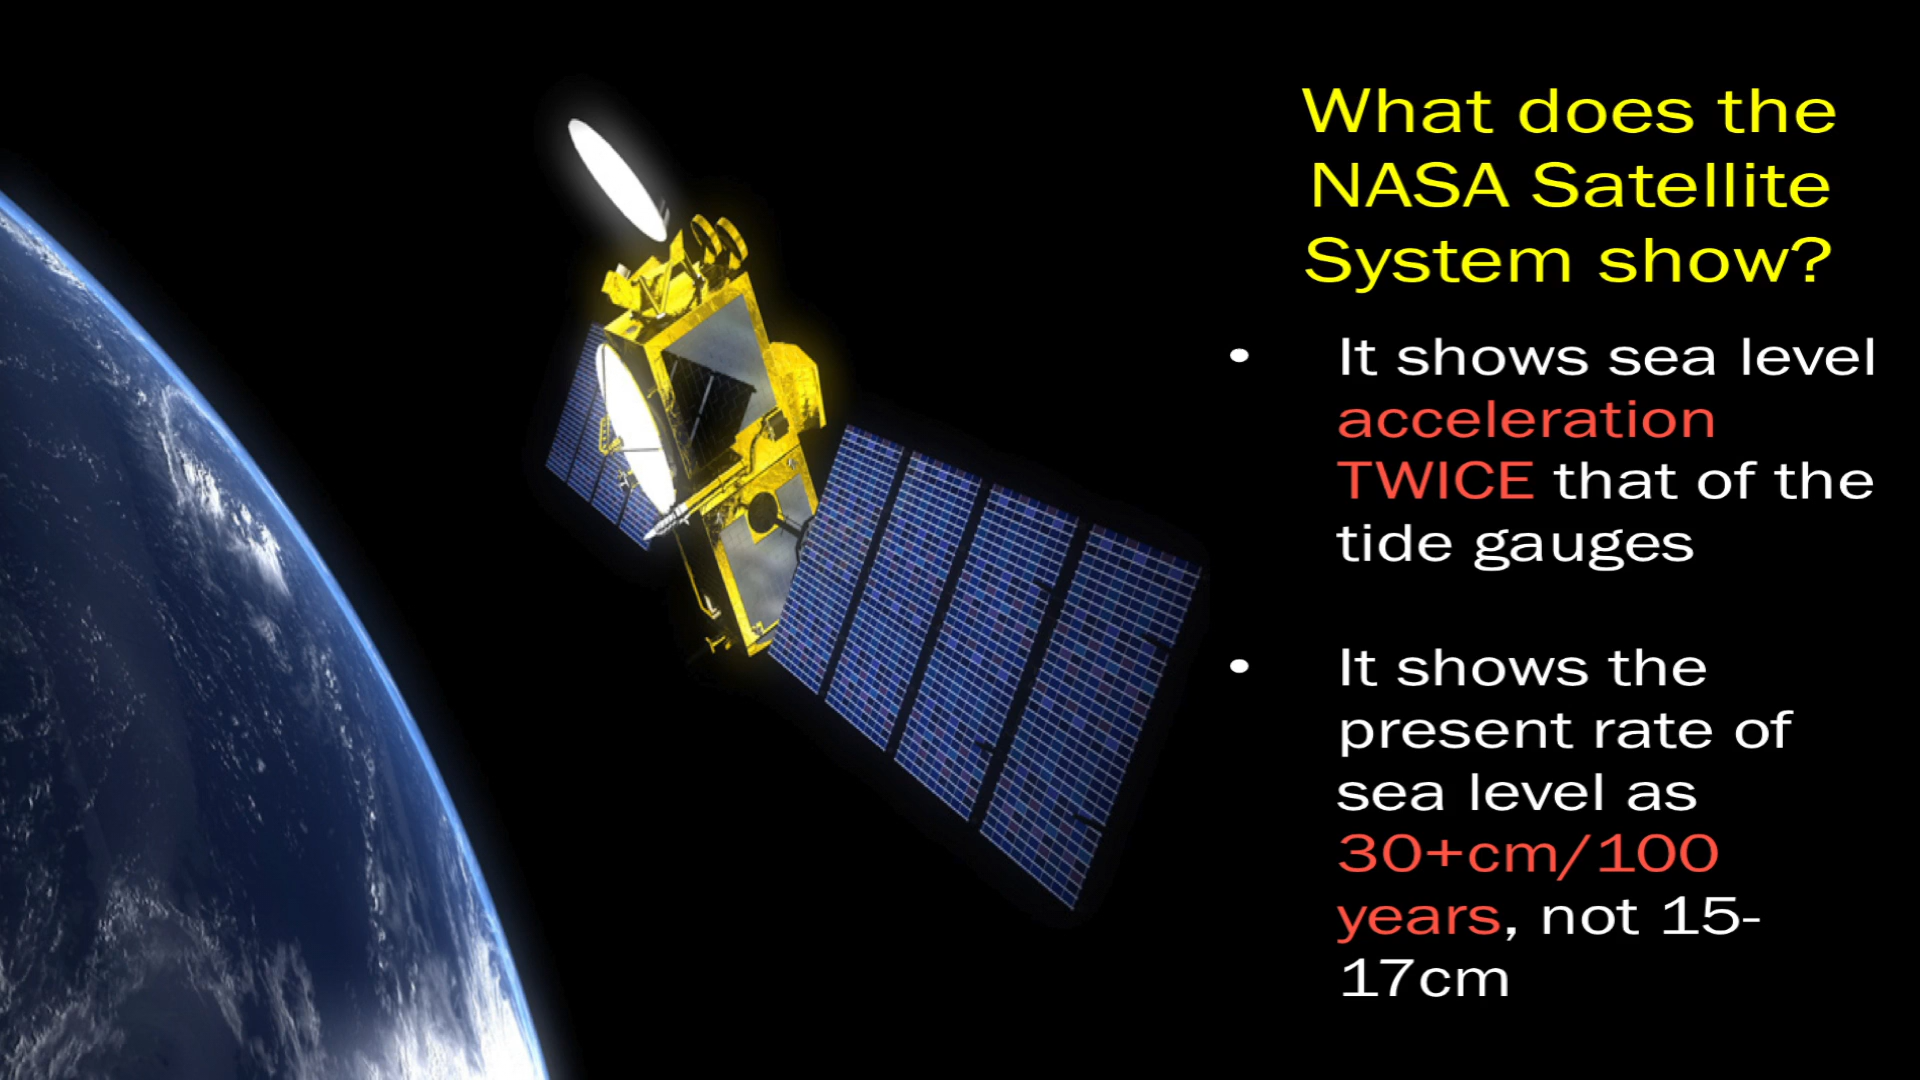 What does the
NASA Satellite
System show?
• It shows sea level
acceleration
TWICE that of the
tide gauges
• It shows the
present rate of
sea level as
30+cm/100
years, not 15-
17cm